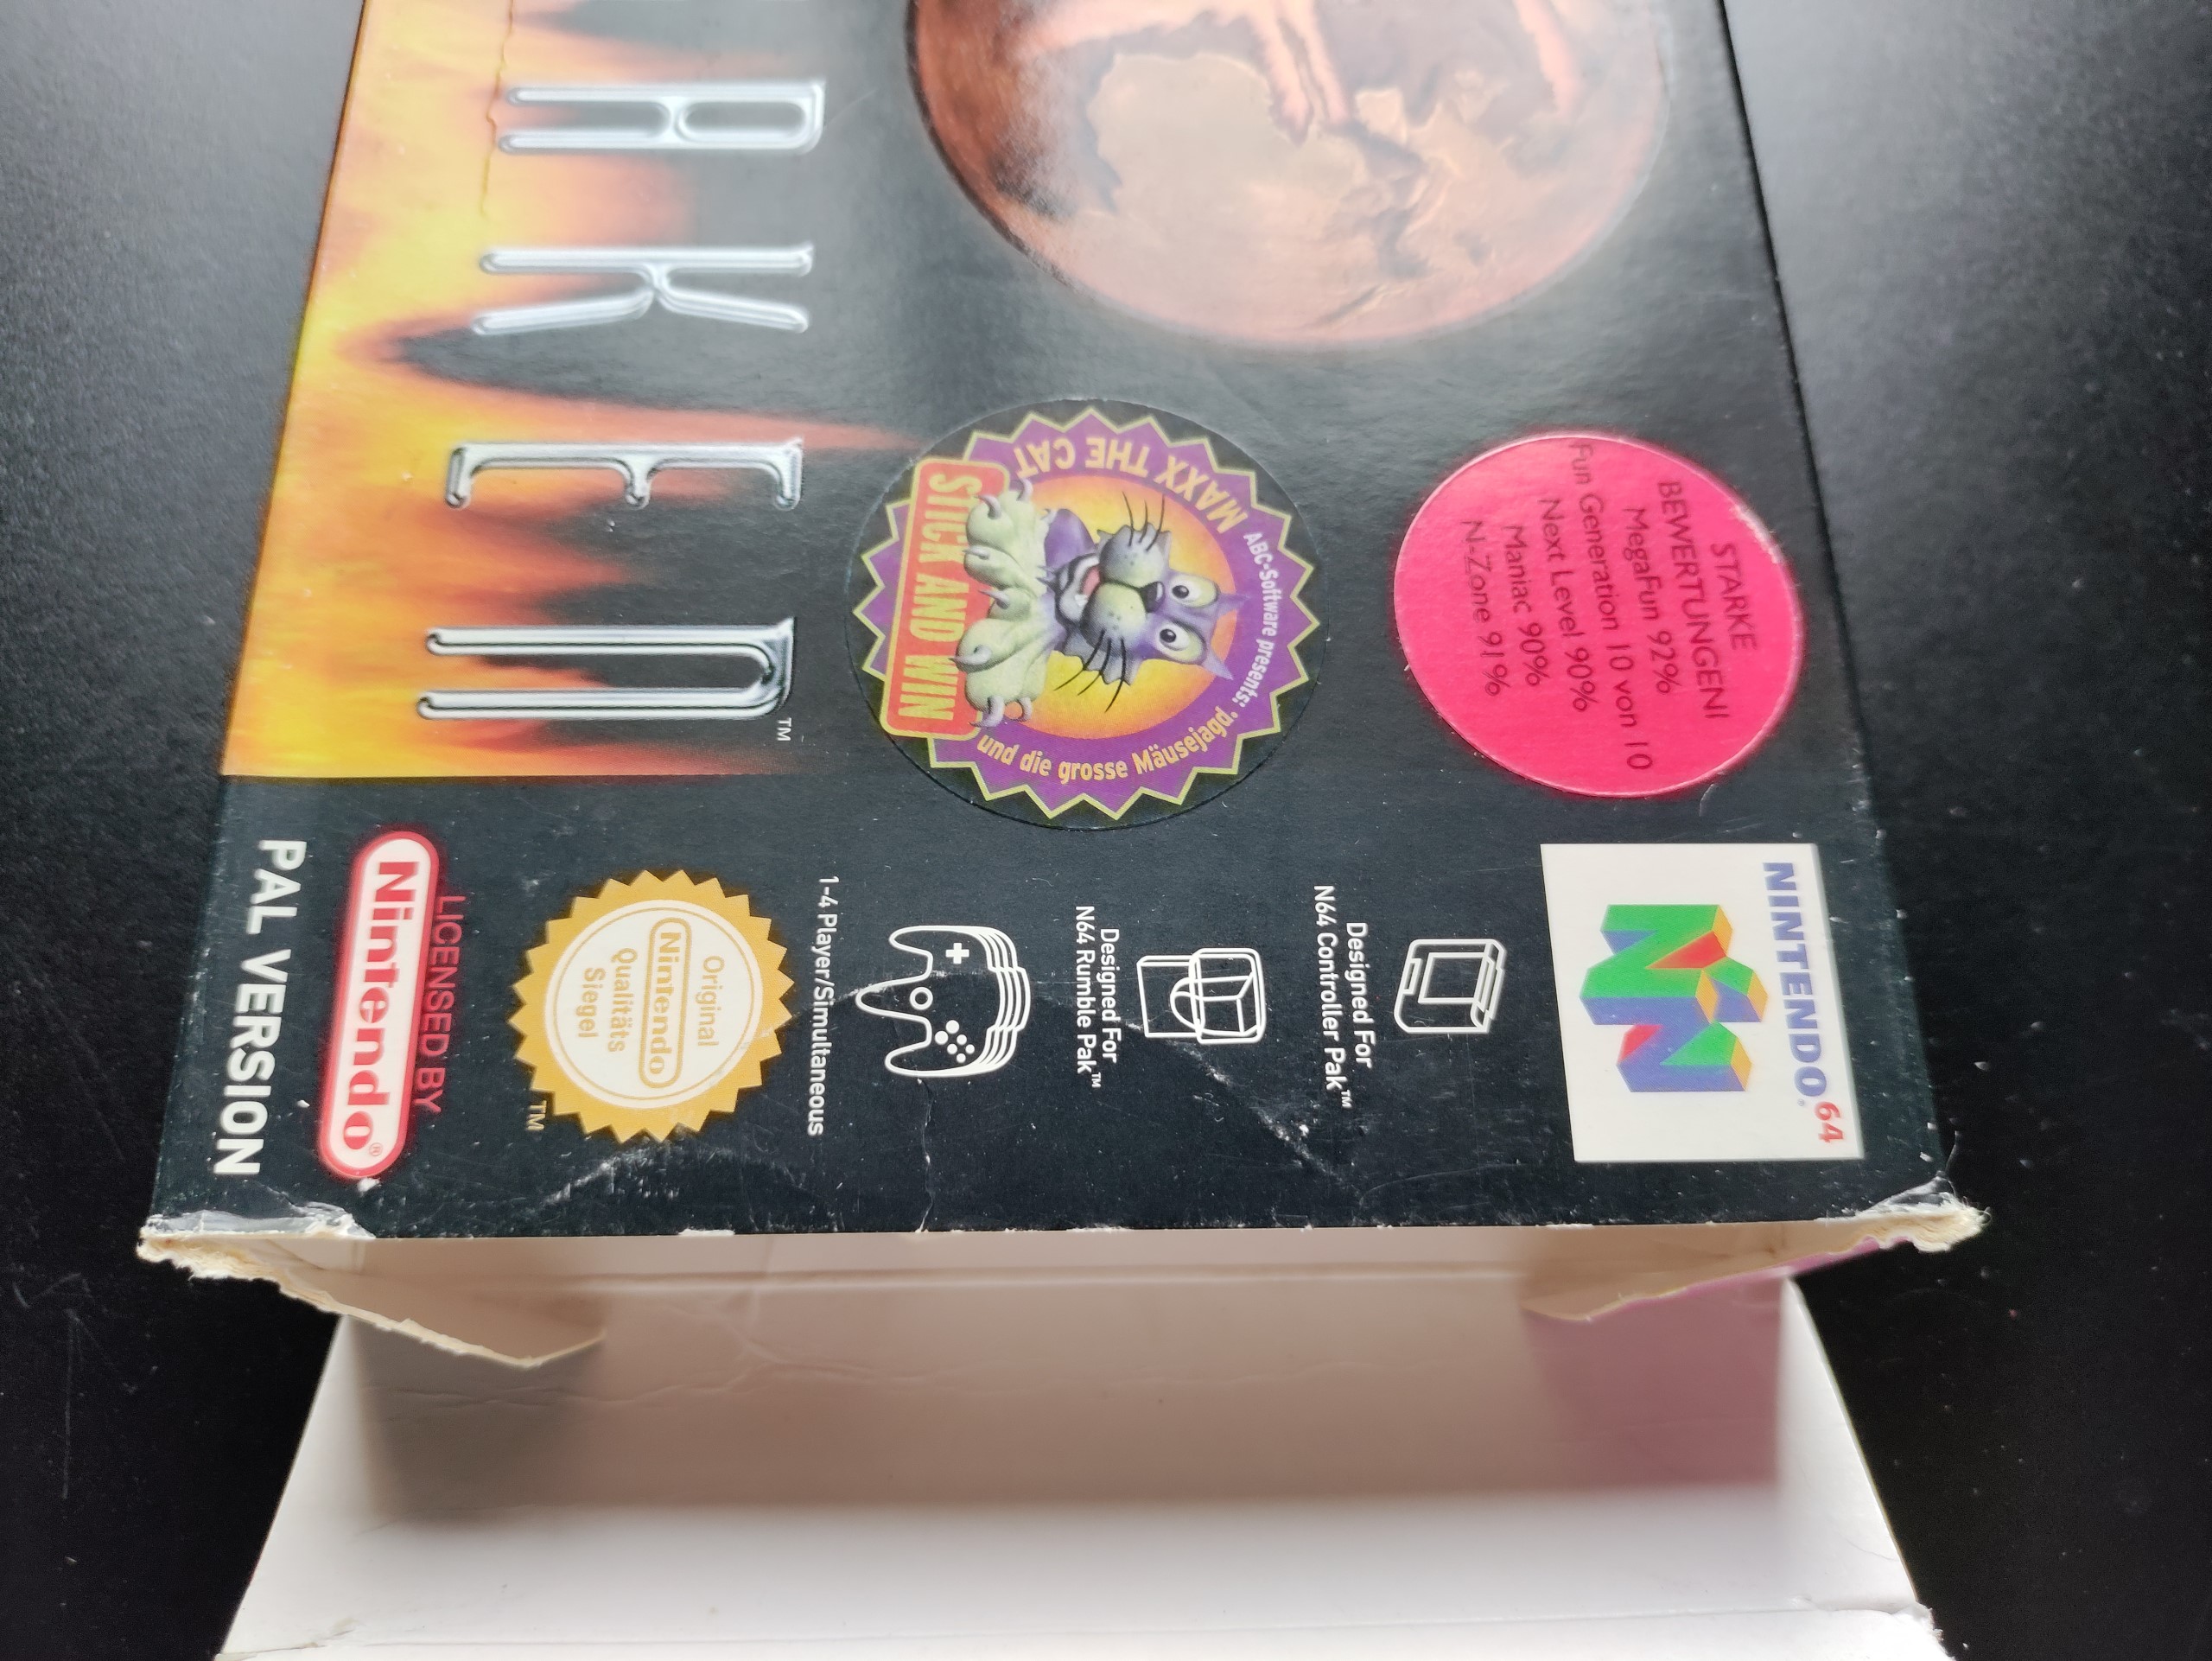 ARKEN™
MAXX THE CAT
ABC-Software presents:
und die grosse Mäusejagd.
STICK AND WIN
STARKE
BEWERTUNGEN!
MegaFun 92%
Fun Generation 10 von 10
Next Level 90%
Maniac 90%
N-Zone 91%
NINTENDO64
Designed For
N64 Controller Pak™
Designed For
N64 Rumble Pak™
1-4 Player/Simultaneous
Original
Nintendo
Qualitäts
Siegel
TM
LICENSED BY
Nintendo®
PAL VERSION